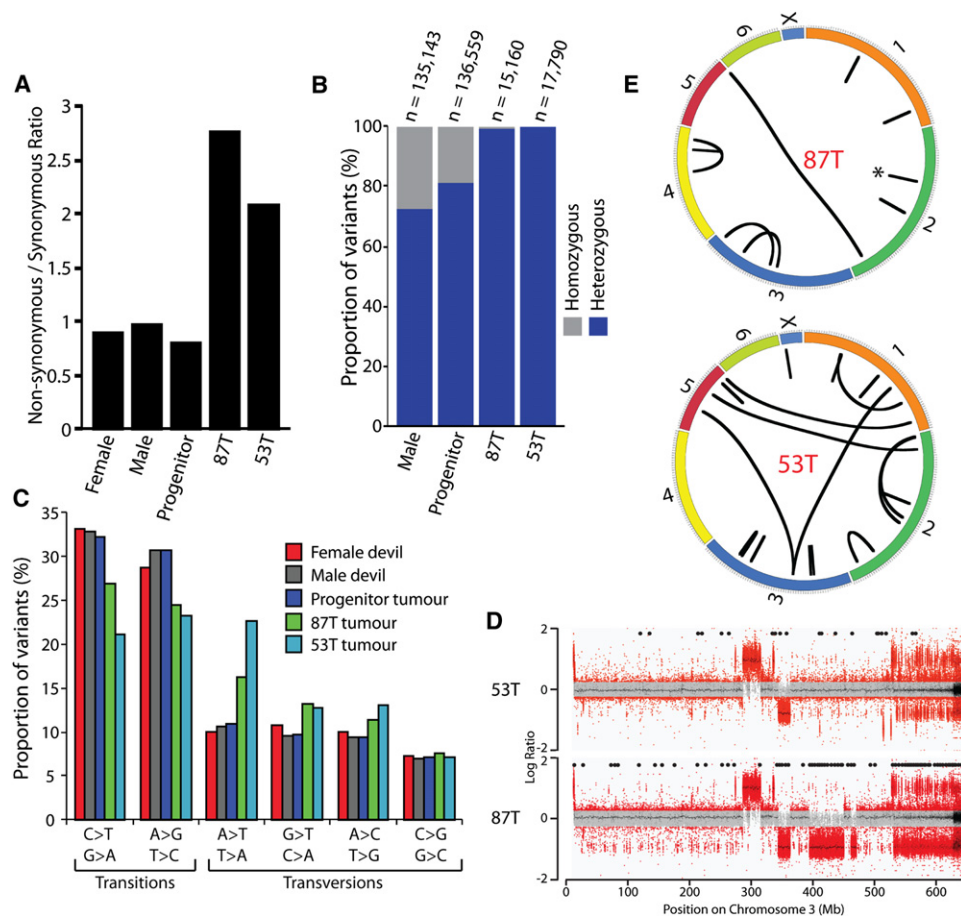 A
3
2.5
2
1.5
1
0.5
0
Non-synonymous / Synonymous Ratio
Female
Male
Progenitor
87T
53T
B
n = 135,143
n = 136,559
n = 15,160
n = 17,790
100
80
60
40
20
0
Proportion of variants (%)
Male
Progenitor
87T
53T
Homozygous
Heterozygous
C
35
30
25
20
15
10
5
0
Proportion of variants (%)
Female devil
Male devil
Progenitor tumour
87T tumour
53T tumour
C>T A>G A>T G>T A>C C>G
G>A T>C T>A C>A T>G G>C
Transitions Transversions
E
X
1
2
3
4
5
6
87T
*
X
1
2
3
4
5
6
53T
D
53T
2
0
-2
Log Ratio
87T
2
0
-2
0 100 200 300 400 500 600
Position on Chromosome 3 (Mb)